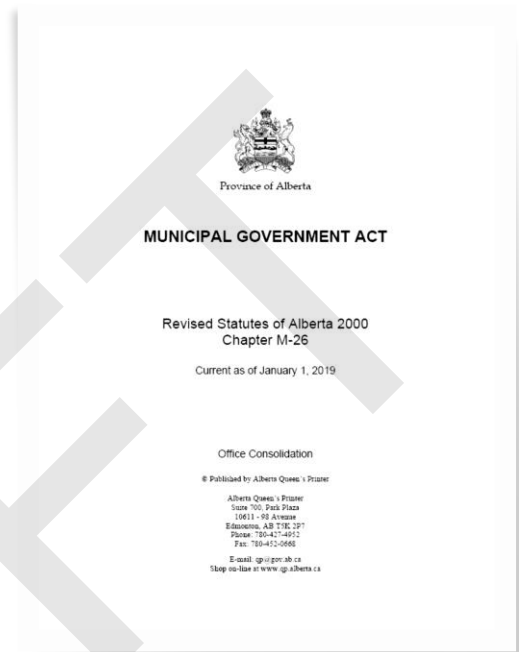 Province of Alberta
MUNICIPAL GOVERNMENT ACT
Revised Statutes of Alberta 2000
Chapter M-26
Current as of January 1, 2019
Office Consolidation
© Published by Alberta Queen's Printer
Alberta Queen's Printer
Suite 700, Park Plaza
10611 - 98 Avenue
Edmonton, AB T5K 2P7
Phone: 780-427-4952
Fax: 780-452-0668
E-mail: qp@gov.ab.ca
Shop on-line at www.qp.alberta.ca